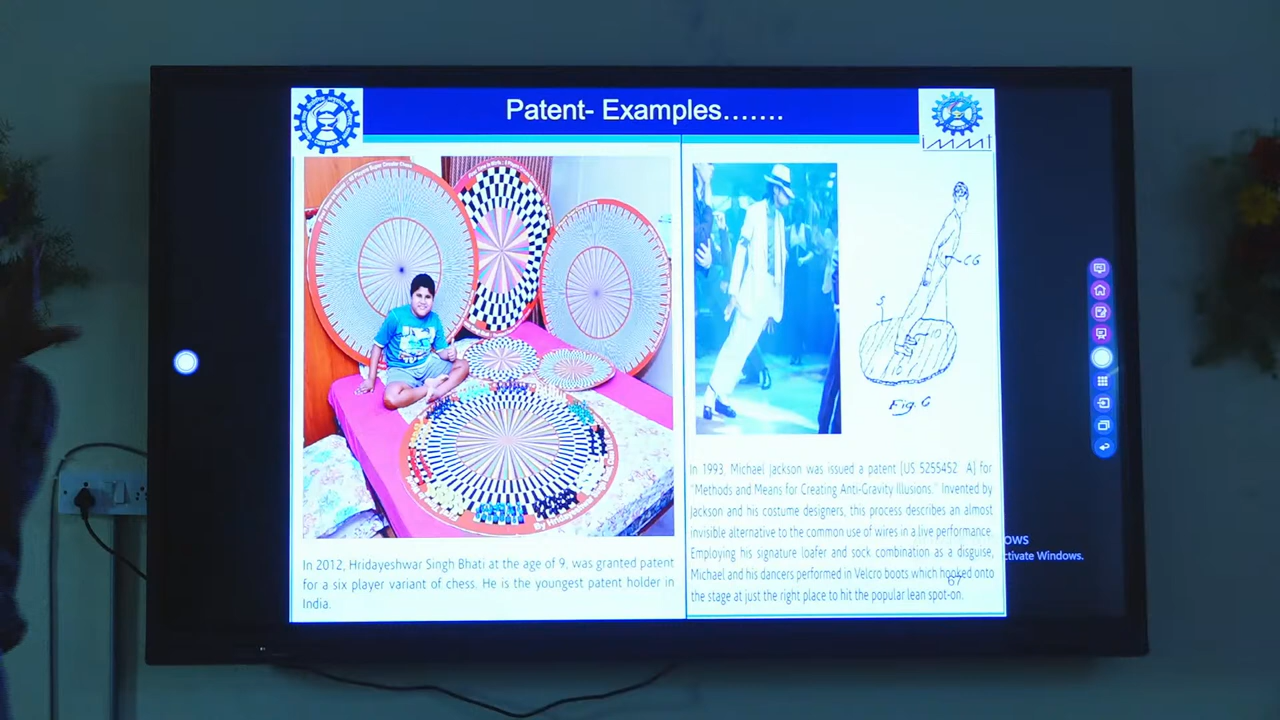 Patent- Examples.......
immt
CG
S
Fig. 6
In 2012, Hridayeshwar Singh Bhati at the age of 9, was granted patent
for a six player variant of chess. He is the youngest patent holder in
India.
In 1993, Michael Jackson was issued a patent [US 5255452 A] for
"Methods and Means for Creating Anti-Gravity Illusions." Invented by
Jackson and his costume designers, this process describes an almost
invisible alternative to the common use of wires in a live performance.
Employing his signature loafer and sock combination as a disguise,
Michael and his dancers performed in Velcro boots which hooked onto
the stage at just the right place to hit the popular lean spot-on.
67
ows
ctivate Windows.